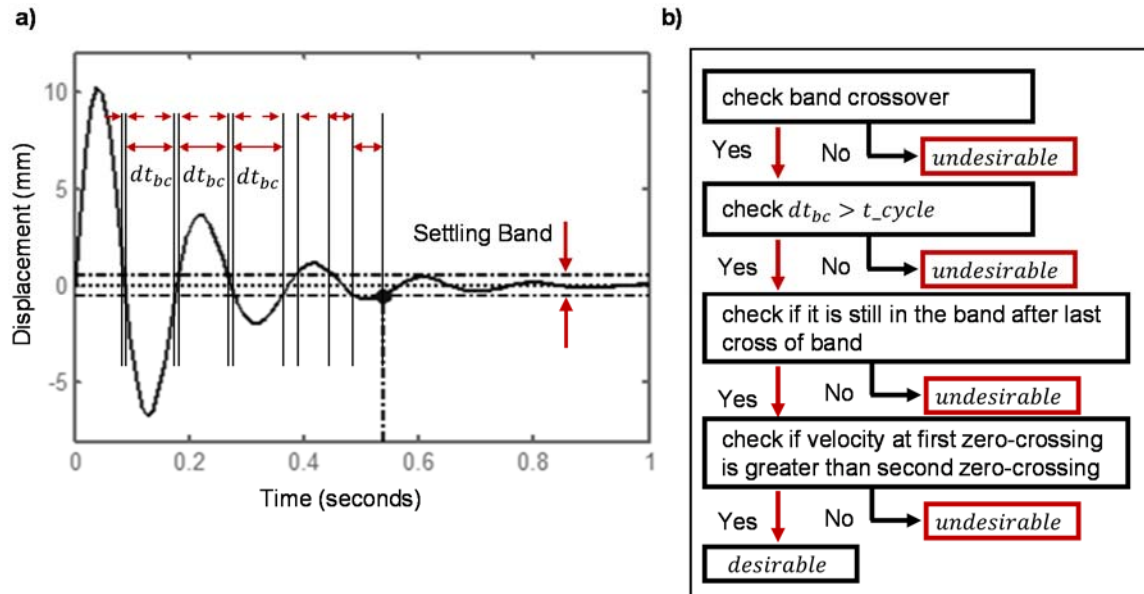 a)
10
5
0
-5
0
0.2
0.4
0.6
0.8
1
Displacement (mm)
Time (seconds)
dt_bc
dt_bc
dt_bc
Settling Band
b)
check band crossover
Yes
No
undesirable
check dt_bc > t_cycle
Yes
No
undesirable
check if it is still in the band after last
cross of band
Yes
No
undesirable
check if velocity at first zero-crossing
is greater than second zero-crossing
Yes
No
undesirable
desirable